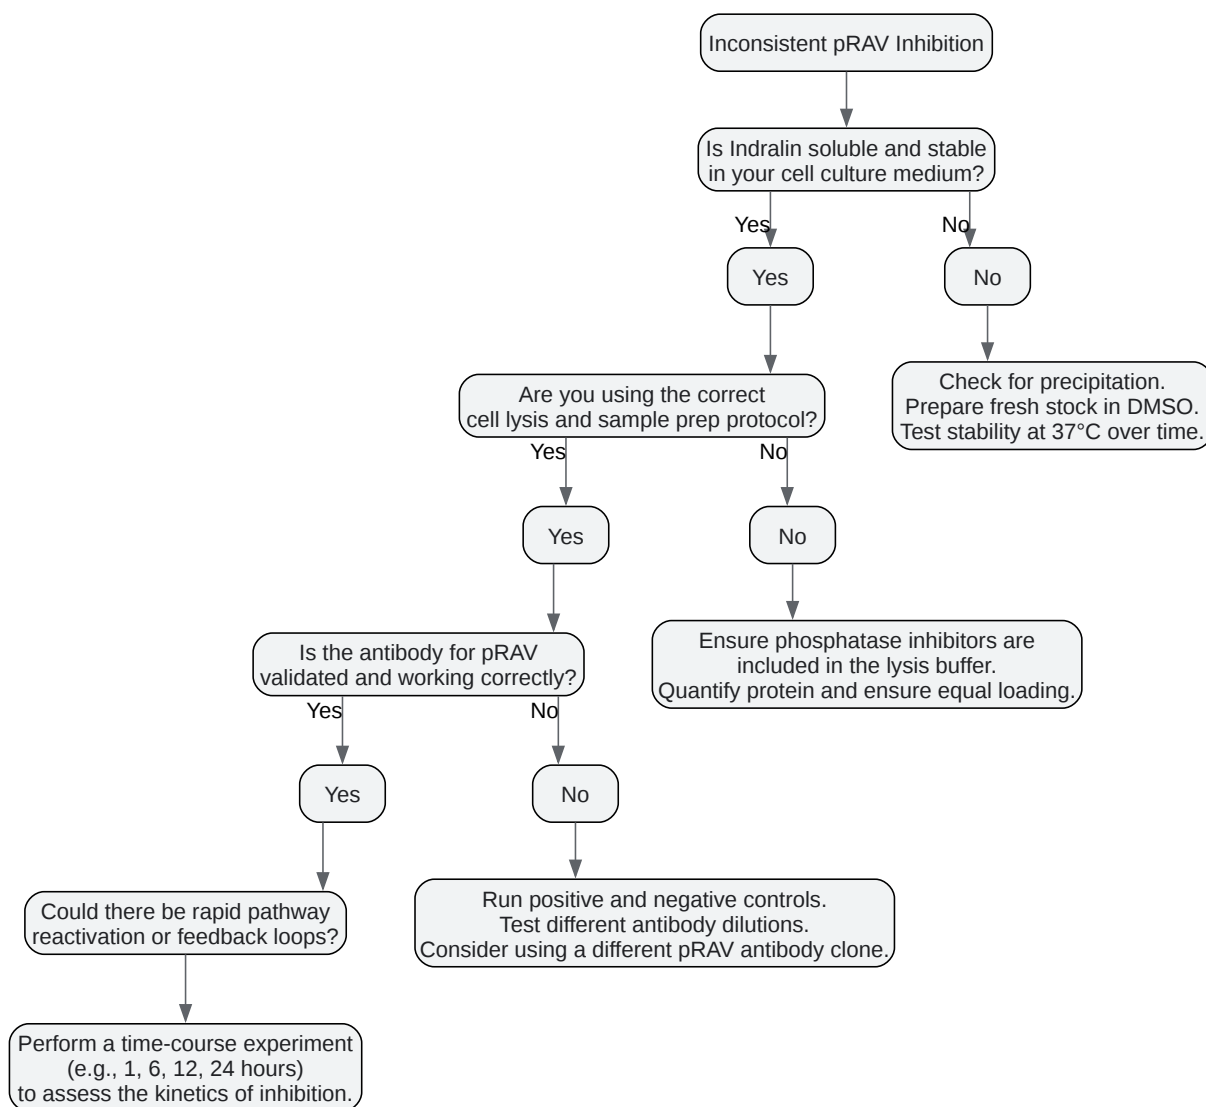 Inconsistent pRAV Inhibition
Is Indralin soluble and stable
in your cell culture medium?
Yes
No
Yes
No
Are you using the correct
cell lysis and sample prep protocol?
Check for precipitation.
Prepare fresh stock in DMSO.
Test stability at 37°C over time.
Yes
No
Yes
No
Is the antibody for pRAV
validated and working correctly?
Ensure phosphatase inhibitors are
included in the lysis buffer.
Quantify protein and ensure equal loading.
Yes
No
Yes
No
Could there be rapid pathway
reactivation or feedback loops?
Run positive and negative controls.
Test different antibody dilutions.
Consider using a different pRAV antibody clone.
Perform a time-course experiment
(e.g., 1, 6, 12, 24 hours)
to assess the kinetics of inhibition.